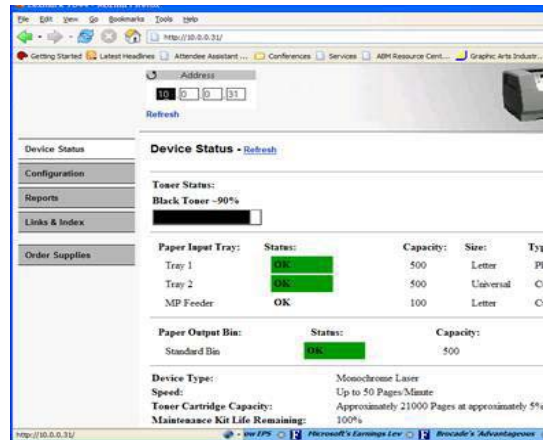 File Edit View Go Bookmarks Tools Help
http://10.0.0.31/
Getting Started Latest Headlines Attendee Assistant ... Conferences Services ABM Resource Cent... Graphic Arts Industr...
Address
10 . 0 . 0 . 31
Refresh
Device Status
Configuration
Reports
Links & Index
Order Supplies
Device Status - Refresh
Toner Status:
Black Toner ~90%
Paper Input Tray: Status: Capacity: Size:
Tray 1 OK 500 Letter
Tray 2 OK 500 Universal
MP Feeder OK 100 Letter
Paper Output Bin: Status: Capacity:
Standard Bin OK 500
Device Type: Monochrome Laser
Speed: Up to 50 Pages/Minute
Toner Cartridge Capacity: Approximately 21000 Pages at approximately 5%
Maintenance Kit Life Remaining: 100%
http://10.0.0.31/ Microsoft's Earnings Lev Brocade's 'Advantageous